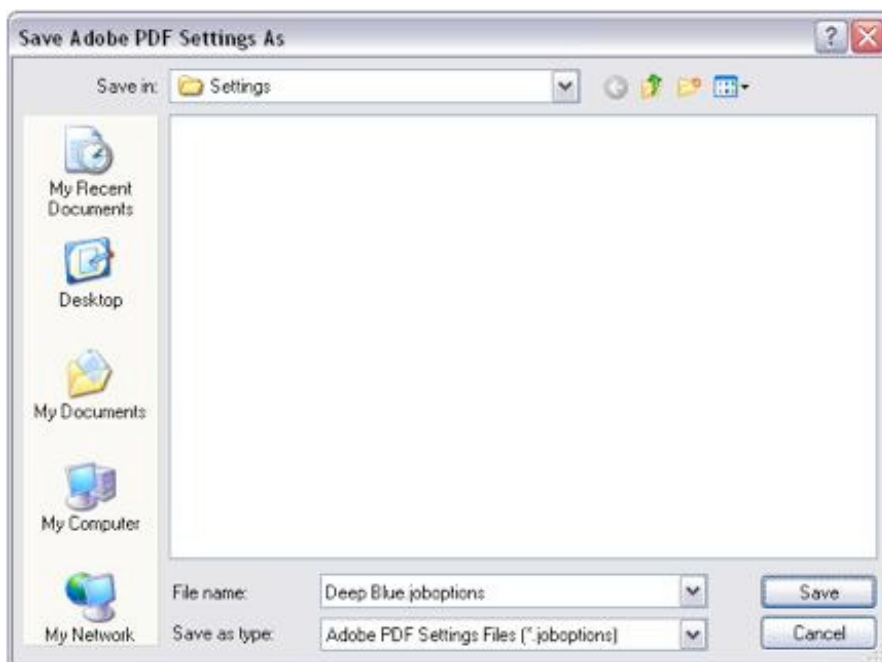 Save Adobe PDF Settings As
Save in: Settings
My Recent
Documents
Desktop
My Documents
My Computer
My Network
File name: Deep Blue.joboptions Save
Save as type: Adobe PDF Settings Files (*.joboptions) Cancel